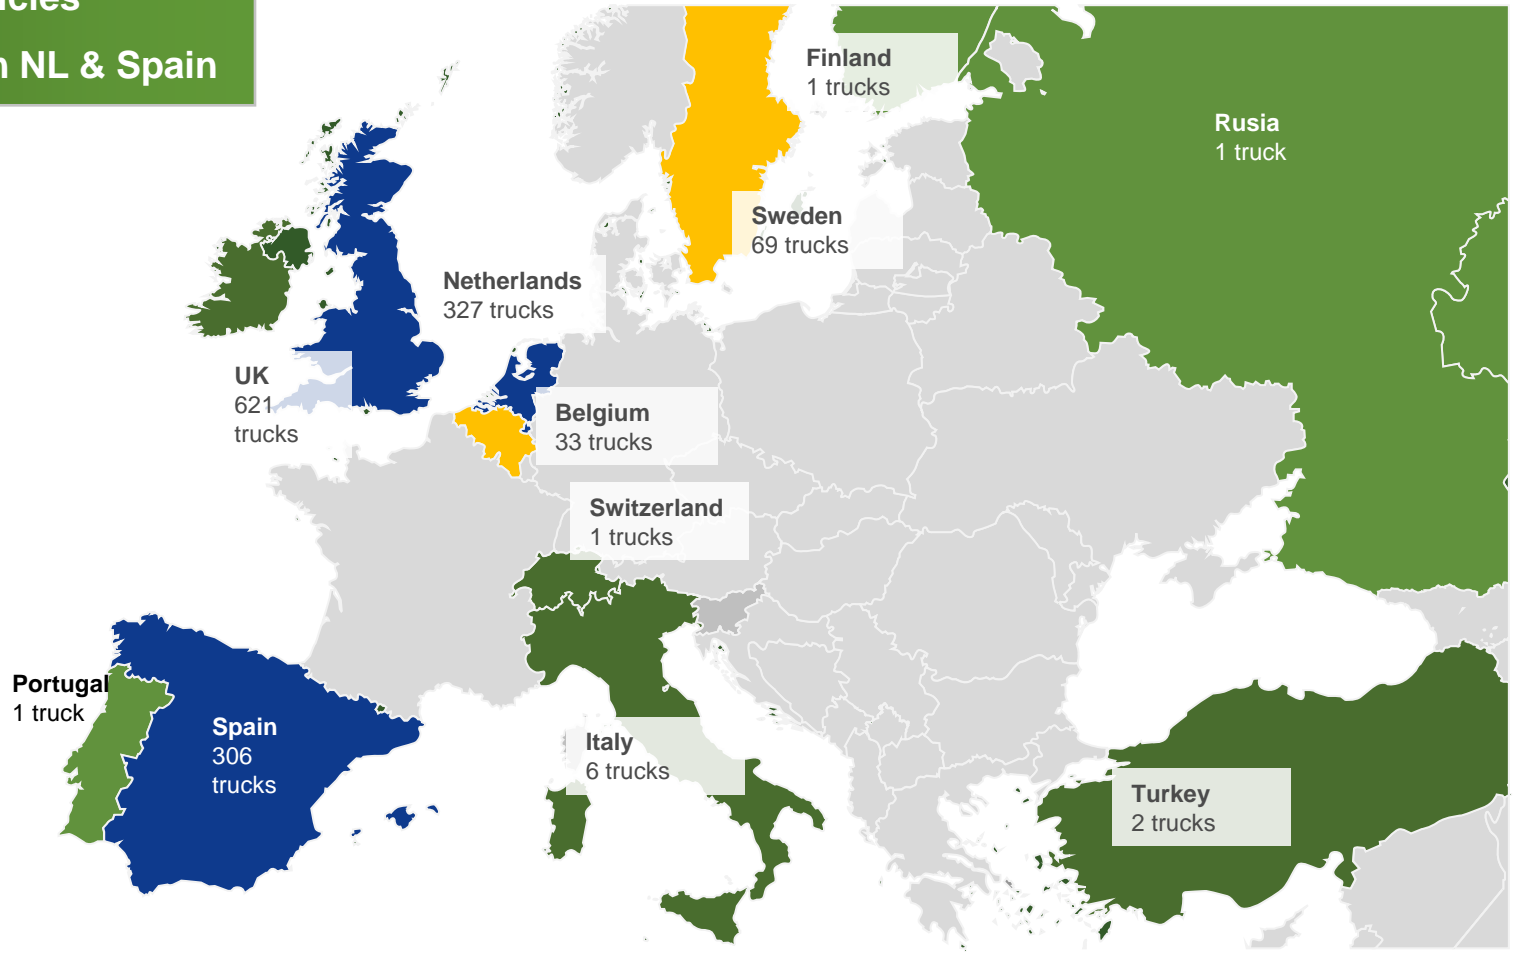 n NL & Spain
Finland
1 trucks
Rusia
1 truck
Sweden
69 trucks
Netherlands
327 trucks
UK
621
trucks
Belgium
33 trucks
Switzerland
1 trucks
Portugal
1 truck
Spain
306
trucks
Italy
6 trucks
Turkey
2 trucks